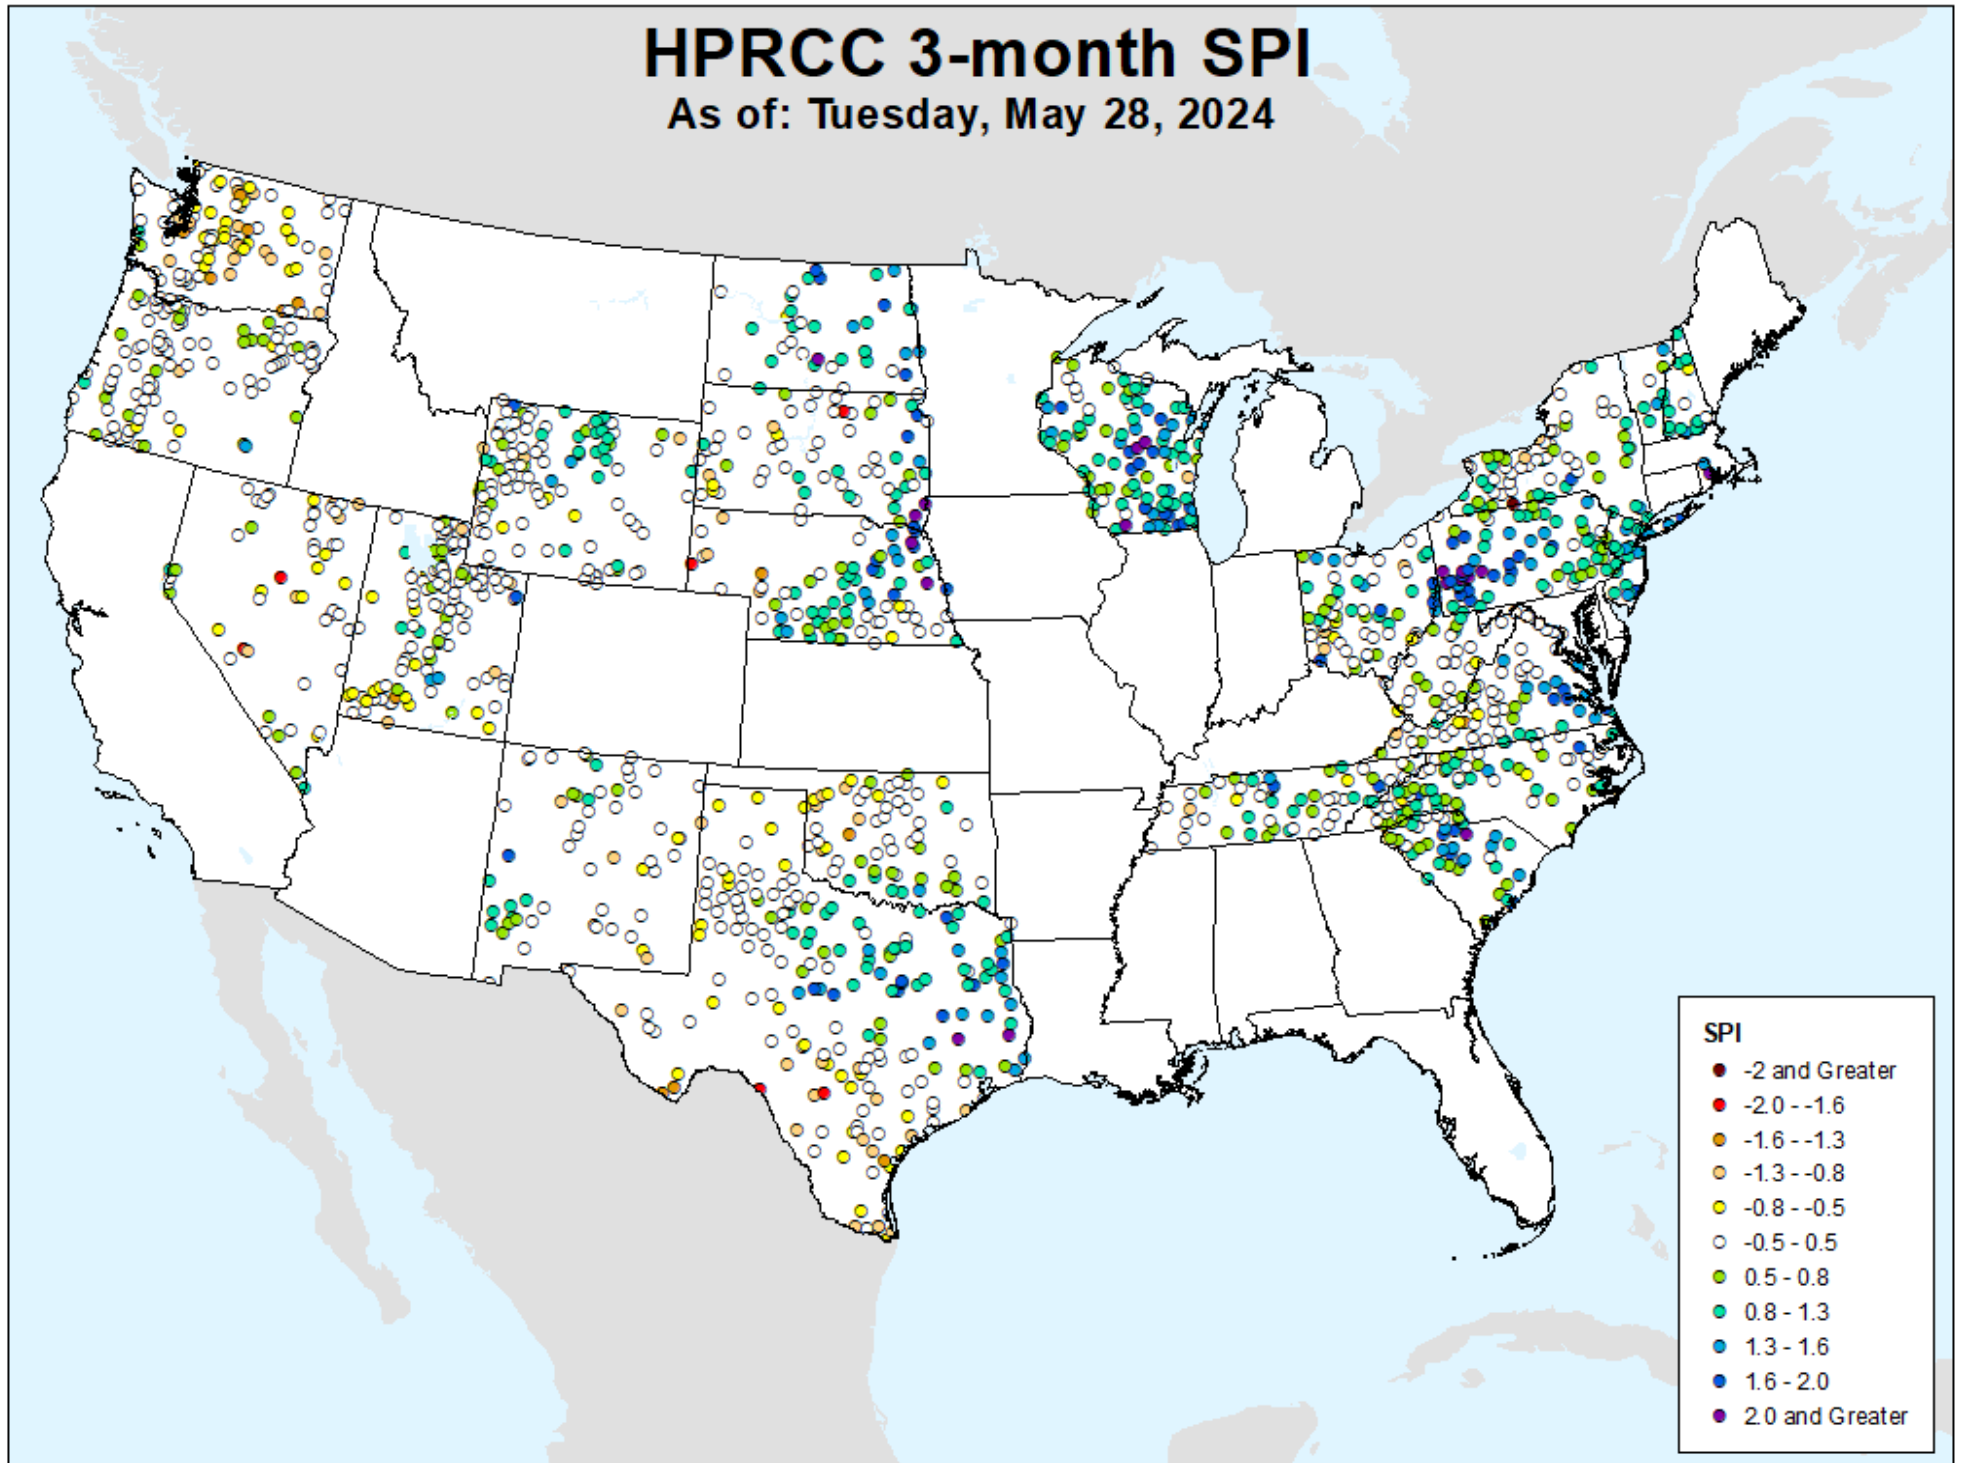 HPRCC 3-month SPI
As of: Tuesday, May 28, 2024
SPI
-2 and Greater
-2.0 - -1.6
-1.6 - -1.3
-1.3 - -0.8
-0.8 - -0.5
-0.5 - 0.5
0.5 - 0.8
0.8 - 1.3
1.3 - 1.6
1.6 - 2.0
2.0 and Greater